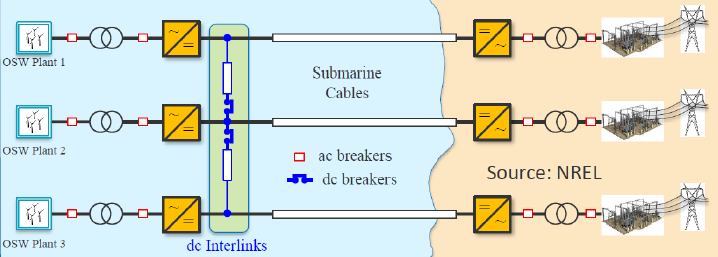 OSW Plant 1
Submarine
Cables
OSW Plant 2
ac breakers
dc breakers
Source: NREL
OSW Plant 3
dc Interlinks